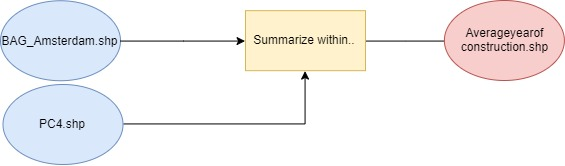 BAG_Amsterdam.shp
Summarize within..
Averageyearof
construction.shp
PC4.shp